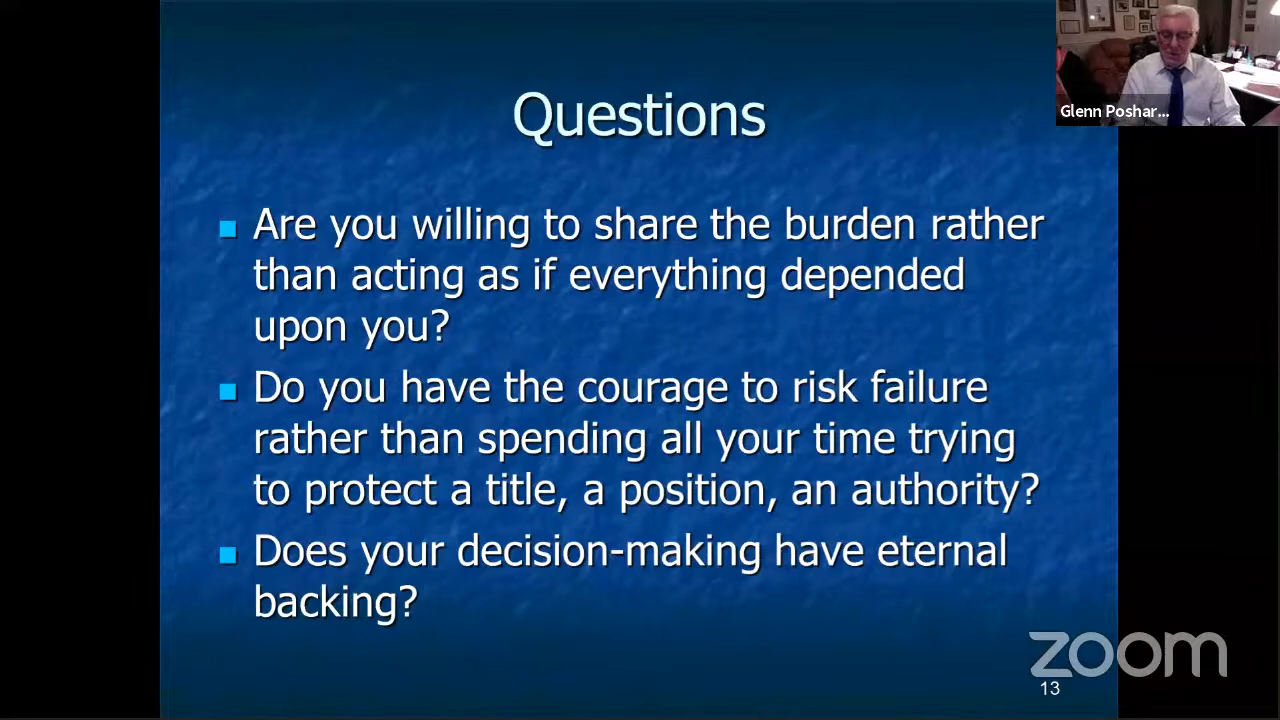 Questions
Are you willing to share the burden rather
than acting as if everything depended
upon you?
Do you have the courage to risk failure
rather than spending all your time trying
to protect a title, a position, an authority?
Does your decision-making have eternal
backing?
Glenn Poshar...
zoom
13